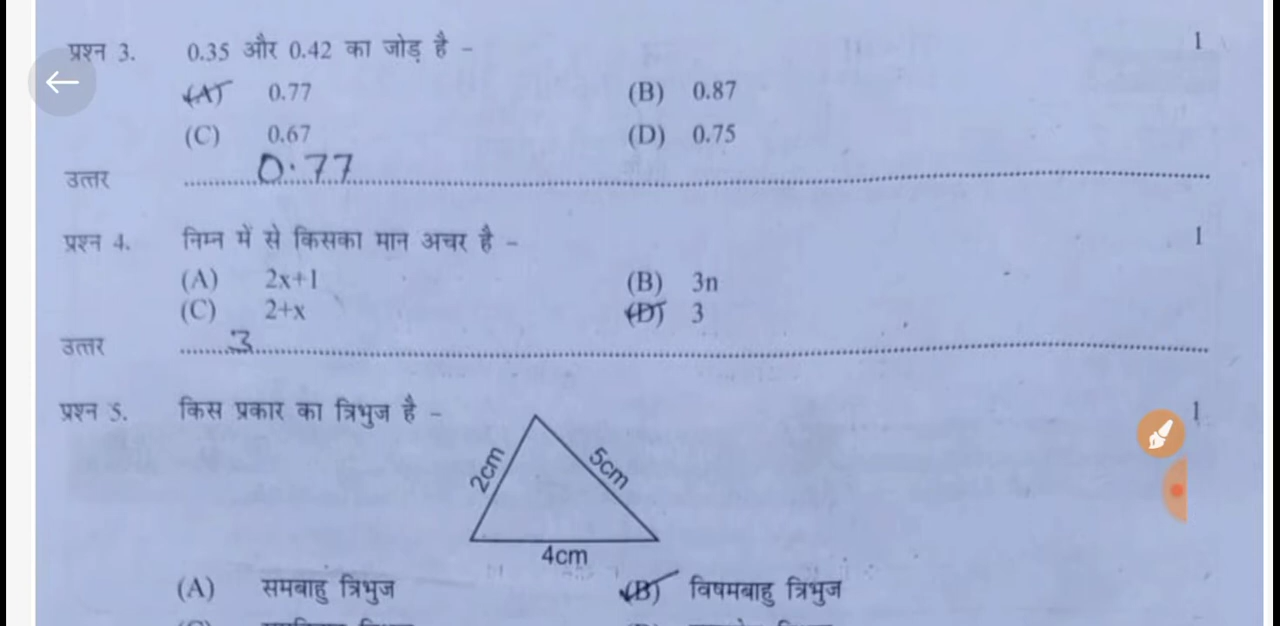 प्रश्न 3. 0.35 और 0.42 का जोड़ है – 1
(A) 0.77 (B) 0.87
(C) 0.67 (D) 0.75
उत्तर 0.77
प्रश्न 4. निम्न में से किसका मान अचर है – 1
(A) 2x+1 (B) 3n
(C) 2+x (D) 3
उत्तर 3
प्रश्न 5. किस प्रकार का त्रिभुज है – 1
2cm 5cm
4cm
(A) समबाहु त्रिभुज (B) विषमबाहु त्रिभुज